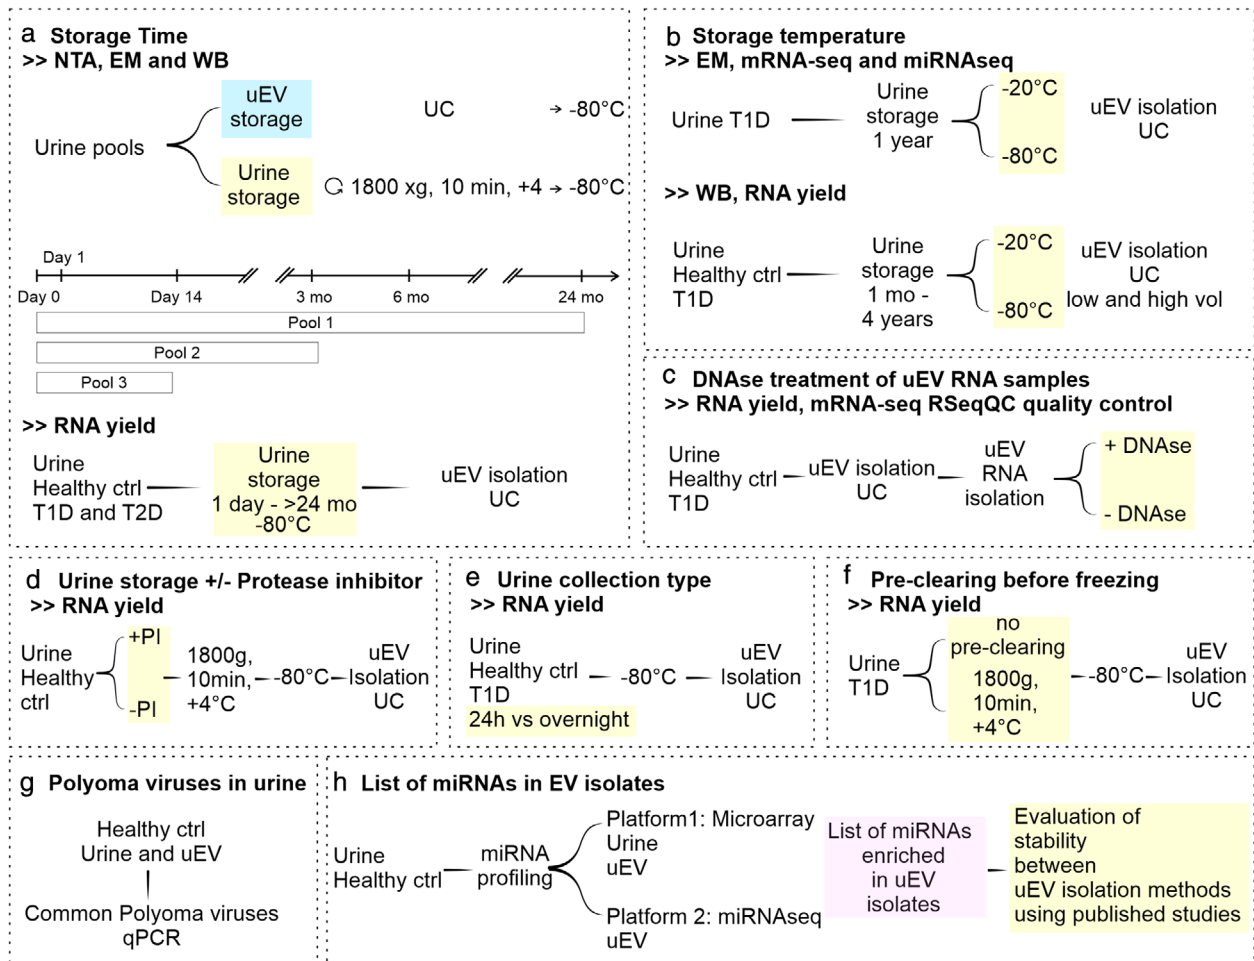 a Storage Time
>> NTA, EM and WB
Urine pools
uEV
storage
UC
→ -80°C
Urine
storage
1800 xg, 10 min, +4 → -80°C
Day 1
Day 0
Day 14
3 mo
6 mo
24 mo
Pool 1
Pool 2
Pool 3
>> RNA yield
Urine
Healthy ctrl
T1D and T2D
Urine
storage
1 day - >24 mo
-80°C
uEV isolation
UC
b Storage temperature
>> EM, mRNA-seq and miRNAseq
Urine T1D
Urine
storage
1 year
-20°C
-80°C
uEV isolation
UC
>> WB, RNA yield
Urine
Healthy ctrl
T1D
Urine
storage
1 mo -
4 years
-20°C
-80°C
uEV isolation
UC
low and high vol
c DNAse treatment of uEV RNA samples
>> RNA yield, mRNA-seq RSeqQC quality control
Urine
Healthy ctrl
T1D
uEV isolation
UC
uEV
RNA
isolation
+ DNAse
- DNAse
d Urine storage +/- Protease inhibitor
>> RNA yield
Urine
Healthy
ctrl
+PI
-PI
1800g,
10min,
+4°C
-80°C
uEV
Isolation
UC
e Urine collection type
>> RNA yield
Urine
Healthy ctrl
T1D
24h vs overnight
-80°C
uEV
Isolation
UC
f Pre-clearing before freezing
>> RNA yield
Urine
T1D
no
pre-clearing
1800g,
10min,
+4°C
-80°C
uEV
Isolation
UC
g Polyoma viruses in urine
Healthy ctrl
Urine and uEV
Common Polyoma viruses
qPCR
h List of miRNAs in EV isolates
Urine
Healthy ctrl
miRNA
profiling
Platform1: Microarray
Urine
uEV
Platform 2: miRNAseq
uEV
List of miRNAs
enriched
in uEV
isolates
Evaluation of
stability
between
uEV isolation methods
using published studies